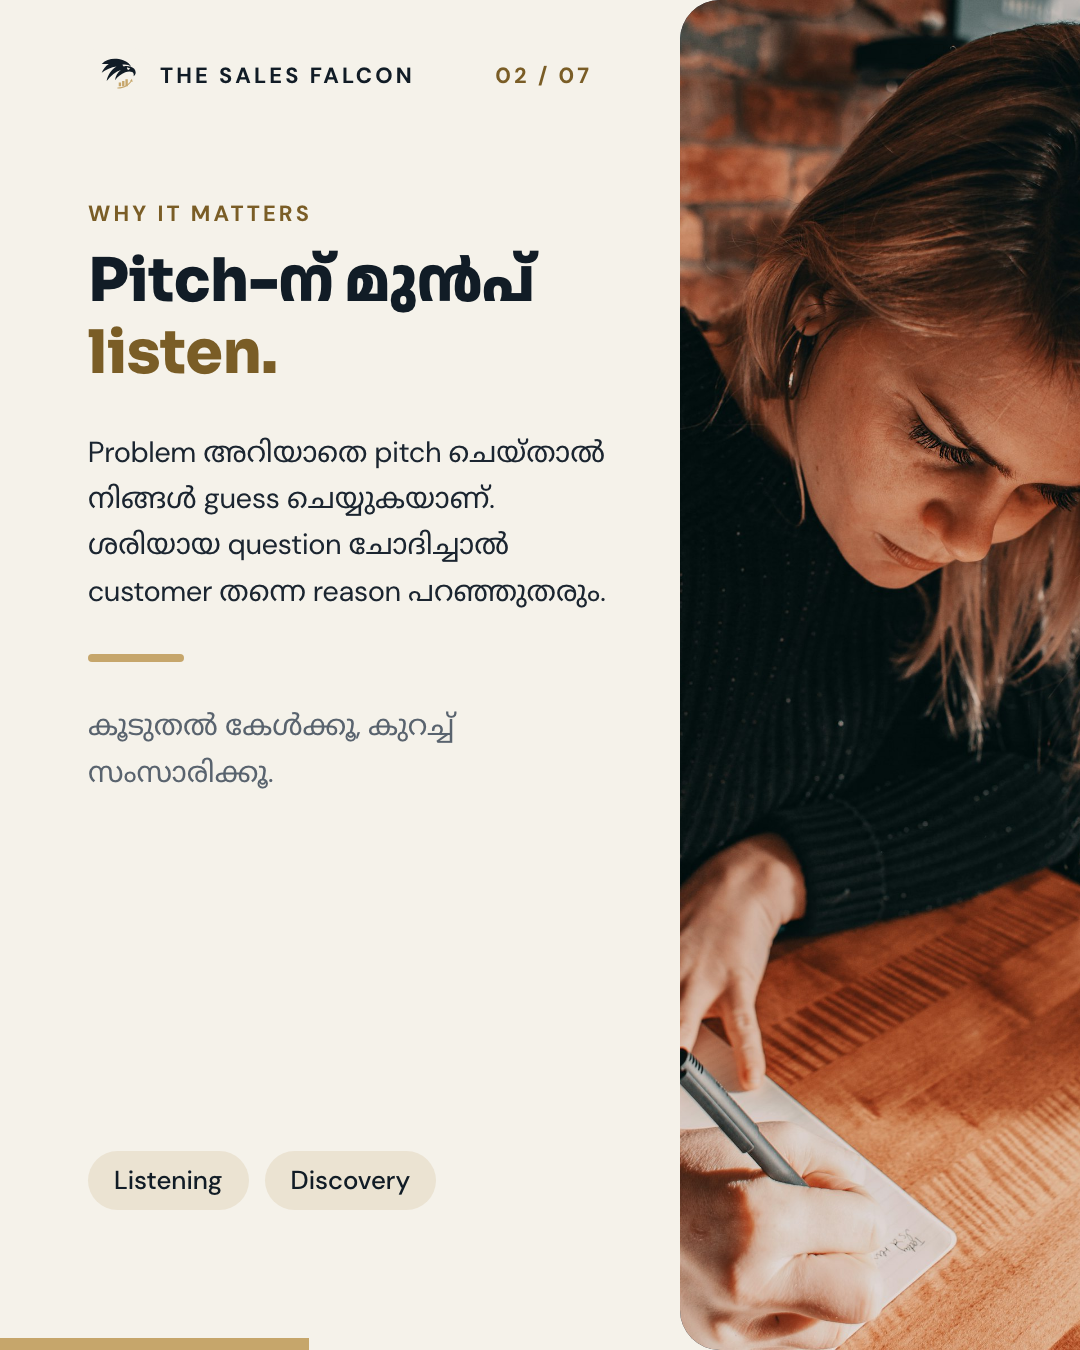 THE SALES FALCON
02 / 07
WHY IT MATTERS
Pitch-ന് മുൻപ്
listen.
Problem അറിയാതെ pitch ചെയ്താൽ
നിങ്ങൾ guess ചെയ്യുകയാണ്.
ശരിയായ question ചോദിച്ചാൽ
customer തന്നെ reason പറഞ്ഞുതരും.
കൂടുതൽ കേൾക്കൂ, കുറച്ച്
സംസാരിക്കൂ.
Listening
Discovery